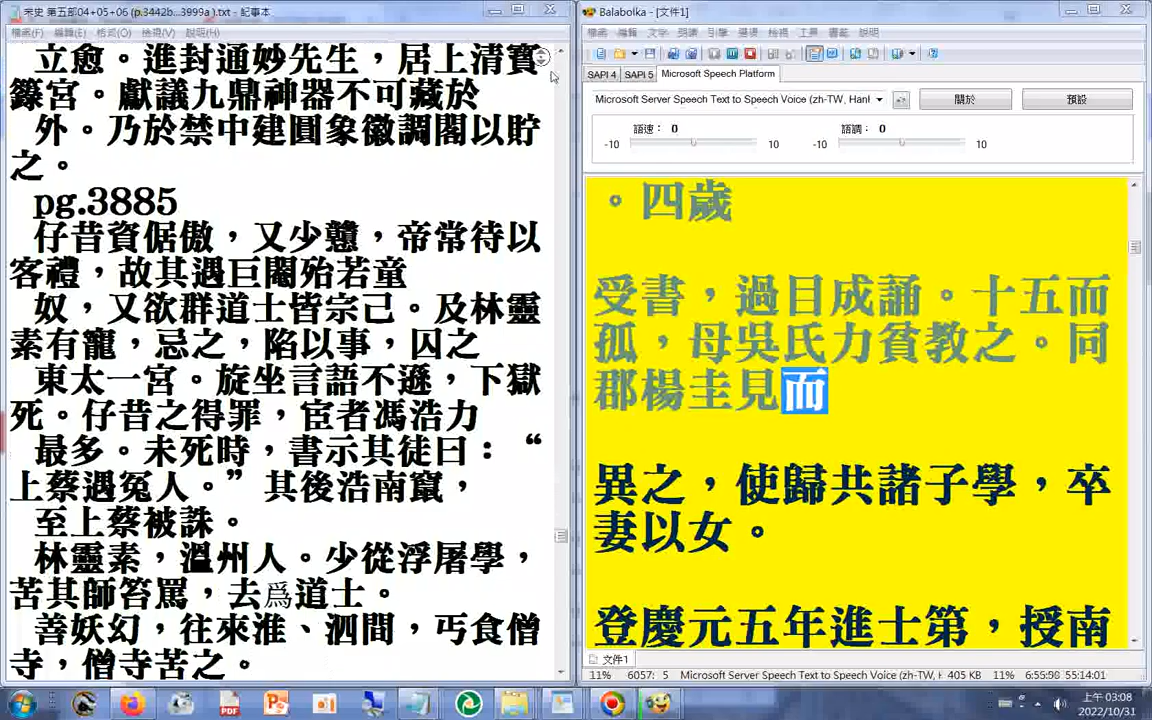 宋史 第五部04+05+06 (p.3442b...3999a ).txt - 記事本
檔案(F) 編輯(E) 格式(O) 檢視(V) 說明(H)
立愈。進封通妙先生，居上清寶
籙宮。獻議九鼎神器不可藏於
外。乃於禁中建圓象徽調閣以貯
之。
pg.3885
仔昔資倨傲，又少戇，帝常待以
客禮，故其遇巨閹殆若童
奴，又欲群道士皆宗己。及林靈
素有寵，忌之，陷以事，囚之
東太一宮。旋坐言語不遜，下獄
死。仔昔之得罪，宦者馮浩力
最多。未死時，書示其徒曰：“
上蔡遇冤人。”其後浩南竄，
至上蔡被誅。
林靈素，溫州人。少從浮屠學，
苦其師笞罵，去爲道士。
善妖幻，往來淮、泗間，丐食僧
寺，僧寺苦之。
Balabolka - [文件1]
檔案 編輯 文字 朗讀 引擎 選項 檢視 工具 書籤 說明
SAPI 4 SAPI 5 Microsoft Speech Platform
Microsoft Server Speech Text to Speech Voice (zh-TW, Hanl
關於 預設
語速： 0 語調： 0
-10 10 -10 10
。四歲
受書，過目成誦。十五而
孤，母吳氏力貧教之。同
郡楊圭見而
異之，使歸共諸子學，卒
妻以女。
登慶元五年進士第，授南
文件1
11% 6057: 5 Microsoft Server Speech Text to Speech Voice (zh-TW, Ha 405 KB 11% 6:55:98 55:14:01
上午 03:08
2022/10/31